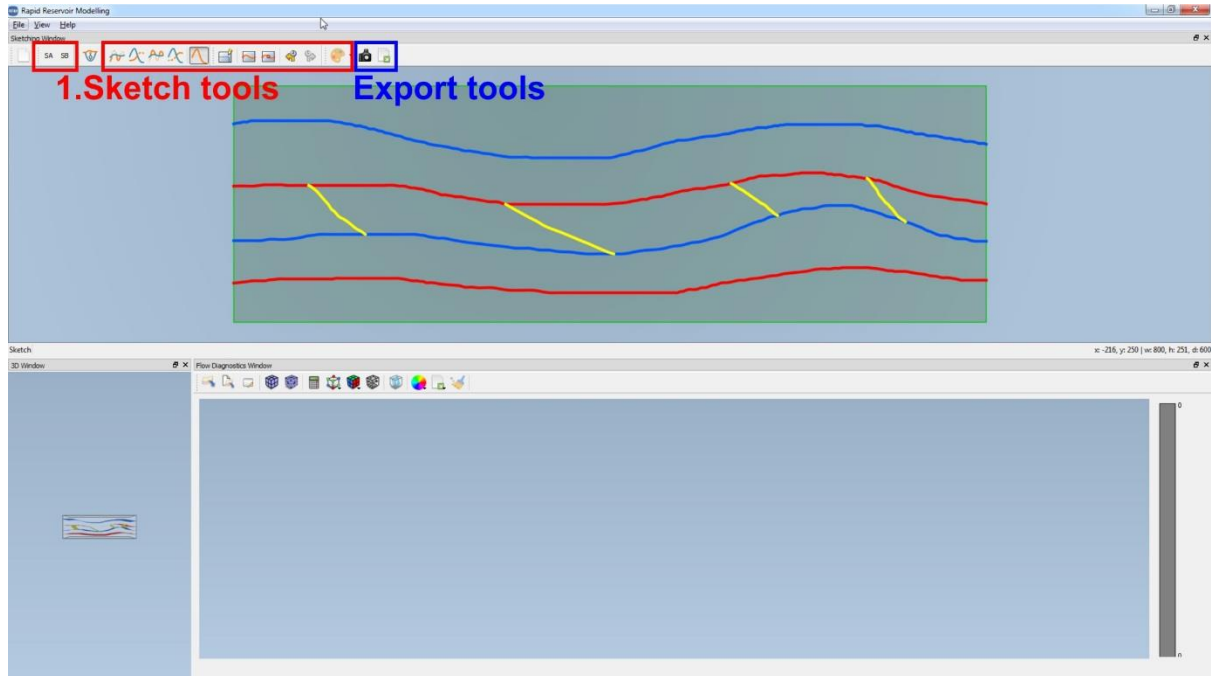 Rapid Reservoir Modelling
File View Help
Sketching Window
SA SB
1.Sketch tools
Export tools
Sketch
x: -216, y: 250 | w: 800, h: 251, d: 600
3D Window
Flow Diagnostics Window
0
0